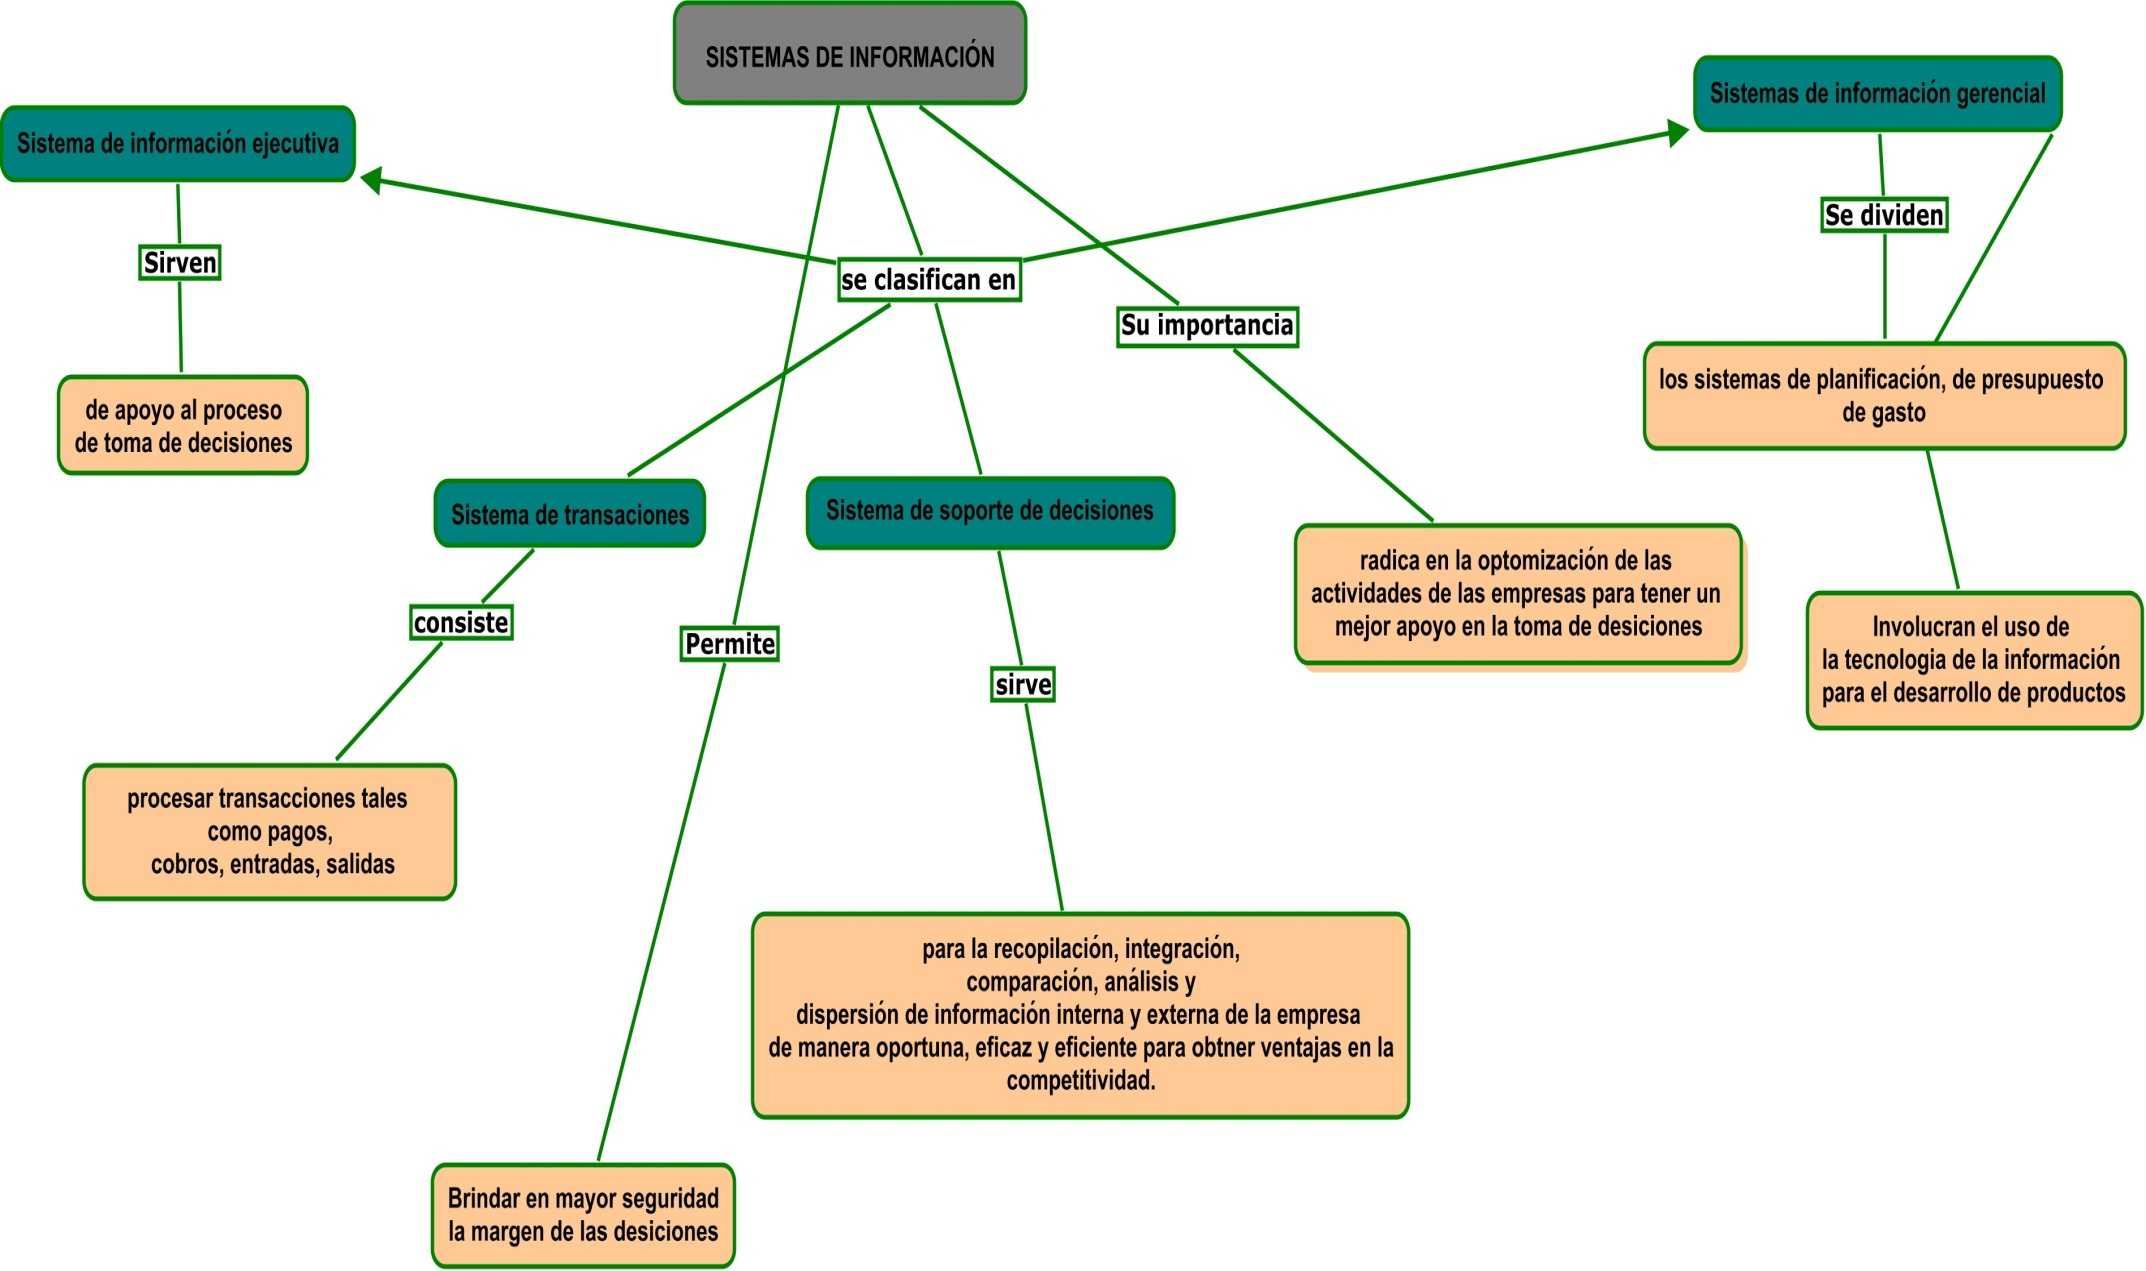 SISTEMAS DE INFORMACIÓN
Sistemas de información gerencial
Sistema de información ejecutiva
Se dividen
Sirven
se clasifican en
Su importancia
los sistemas de planificación, de presupuesto
de gasto
de apoyo al proceso
de toma de decisiones
Sistema de transaciones
Sistema de soporte de decisiones
radica en la optomización de las
actividades de las empresas para tener un
mejor apoyo en la toma de desiciones
Involucran el uso de
la tecnologia de la información
para el desarrollo de productos
consiste
Permite
sirve
procesar transacciones tales
como pagos,
cobros, entradas, salidas
para la recopilación, integración,
comparación, análisis y
dispersión de información interna y externa de la empresa
de manera oportuna, eficaz y eficiente para obtner ventajas en la
competitividad.
Brindar en mayor seguridad
la margen de las desiciones